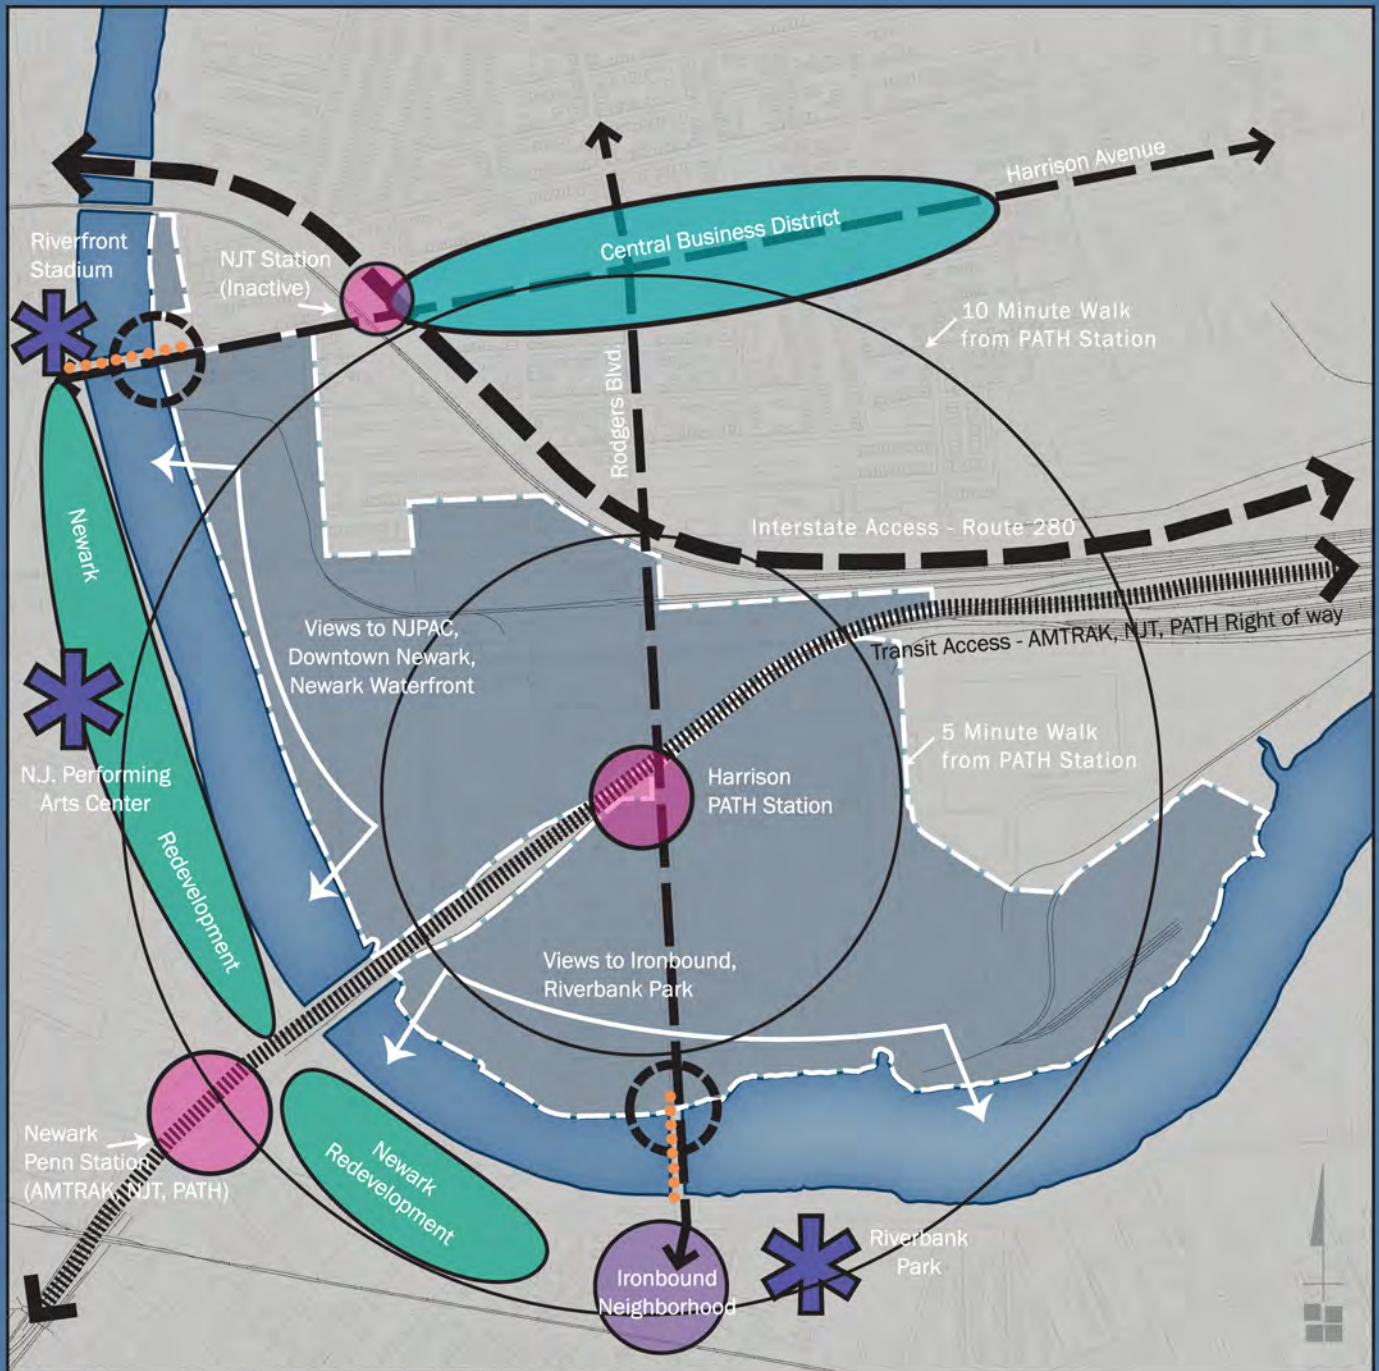 Harrison Avenue
Central Business District
Riverfront
Stadium
NJT Station
(Inactive)
10 Minute Walk
from PATH Station
Rodgers Blvd.
Newark
Interstate Access - Route 280
Transit Access - AMTRAK, NJT, PATH Right of way
Views to NJPAC,
Downtown Newark,
Newark Waterfront
5 Minute Walk
from PATH Station
N.J. Performing
Arts Center
Harrison
PATH Station
Redevelopment
Views to Ironbound,
Riverbank Park
Newark
Penn Station
(AMTRAK, NJT, PATH)
Newark
Redevelopment
Riverbank
Park
Ironbound
Neighborhood